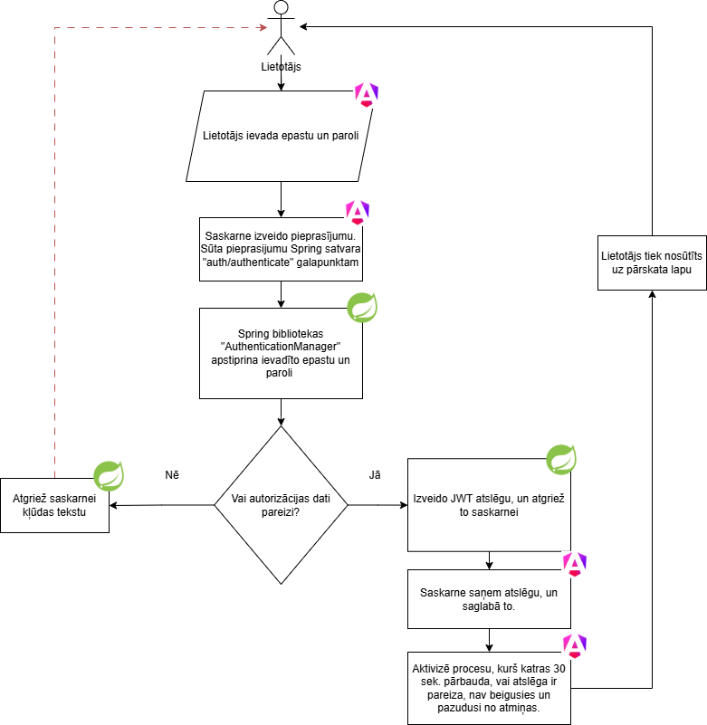 Lietotājs
Lietotājs ievada epastu un paroli
Saskarne izveido pieprasījumu.
Sūta pieprasijumu Spring satvara
"auth/authenticate" galapunktam
Lietotājs tiek nosūtīts
uz pārskata lapu
Spring bibliotekas
"AuthenticationManager"
apstiprina ievadīto epastu un
paroli
Nē
Jā
Vai autorizācijas dati
pareizi?
Atgriež saskarnei
kļūdas tekstu
Izveido JWT atslēgu, un atgriež
to saskarnei
Saskarne saņem atslēgu, un
saglabā to.
Aktivizē procesu, kurš katras 30
sek. pārbauda, vai atslēga ir
pareiza, nav beigusies un
pazudusi no atmiņas.